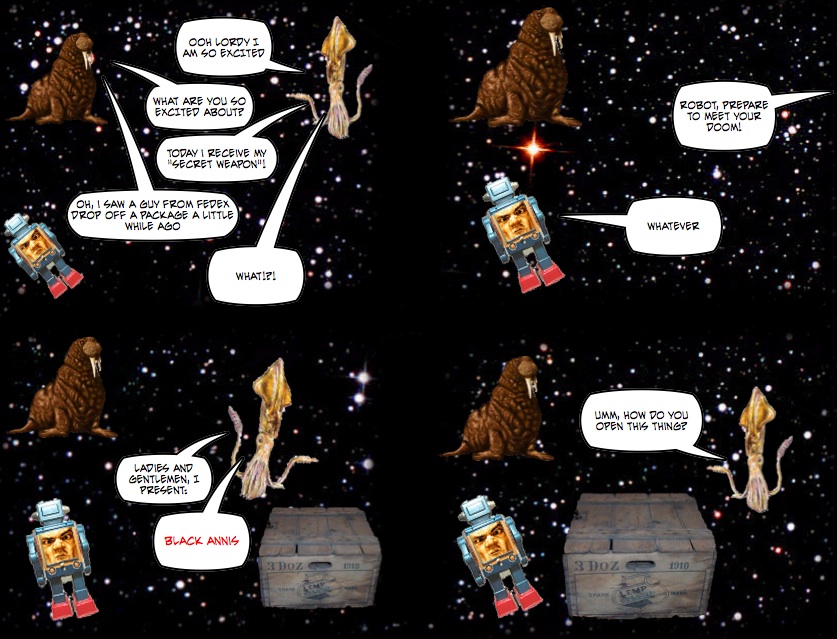 OOH LORDY I
AM SO EXCITED
WHAT ARE YOU SO
EXCITED ABOUT?
TODAY I RECEIVE MY
"SECRET WEAPON"!
OH, I SAW A GUY FROM FEDEX
DROP OFF A PACKAGE A LITTLE
WHILE AGO
WHAT!?!
ROBOT, PREPARE
TO MEET YOUR
DOOM!
WHATEVER
LADIES AND
GENTLEMEN, I
PRESENT:
BLACK ANNIS
3 DOZ 1910
LEMP
UMM, HOW DO YOU
OPEN THIS THING?
3 DOZ 1910
LEMP